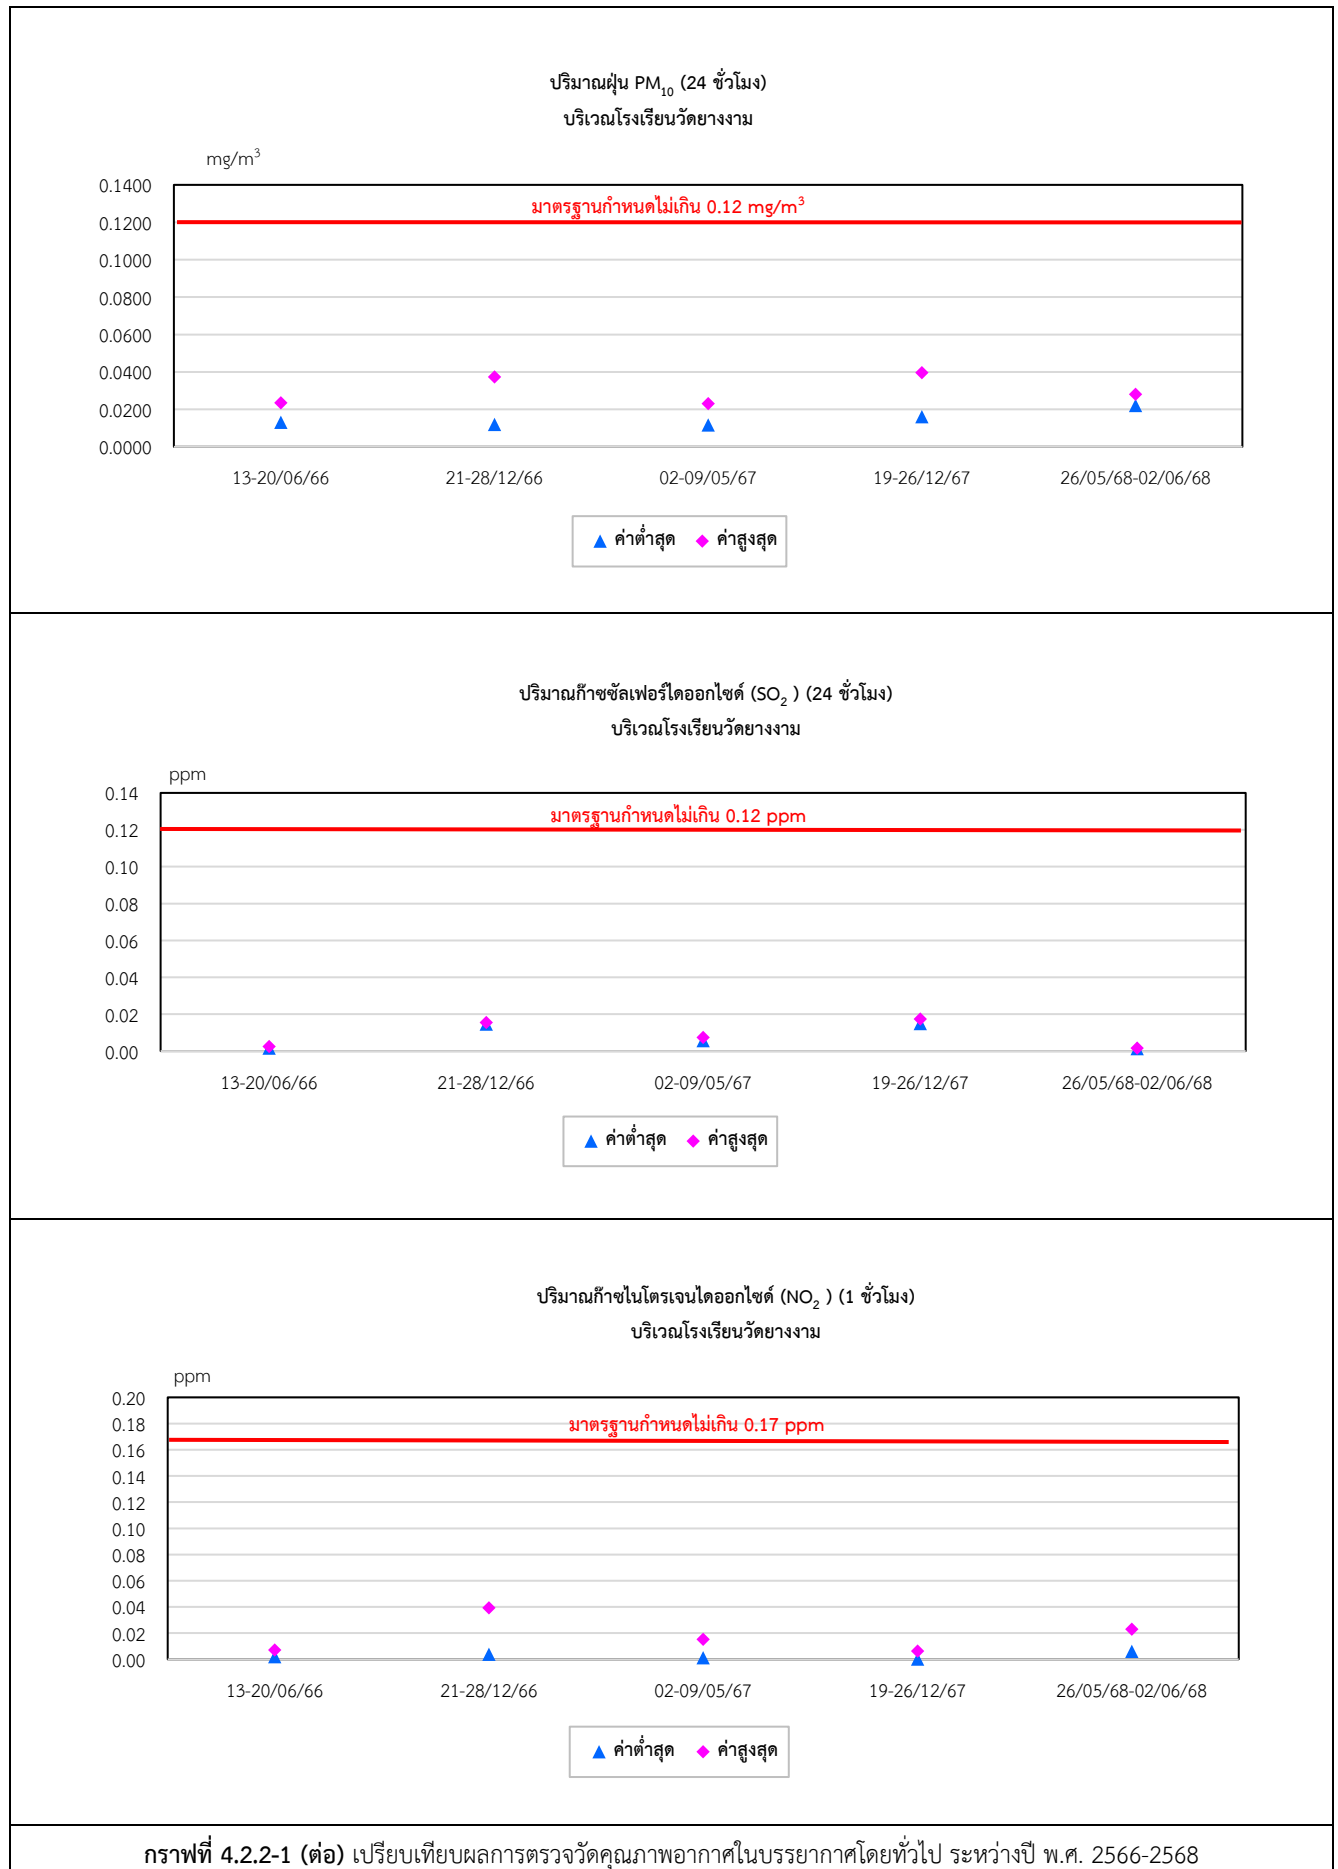 ปริมาณฝุ่น PM₁₀ (24 ชั่วโมง)
บริเวณโรงเรียนวัดยางงาม
mg/m³
0.1400
มาตรฐานกำหนดไม่เกิน 0.12 mg/m³
0.1200
0.1000
0.0800
0.0600
0.0400
0.0200
0.0000
13-20/06/66 21-28/12/66 02-09/05/67 19-26/12/67 26/05/68-02/06/68
ค่าต่ำสุด ค่าสูงสุด
ปริมาณก๊าซซัลเฟอร์ไดออกไซด์ (SO₂ ) (24 ชั่วโมง)
บริเวณโรงเรียนวัดยางงาม
ppm
0.14
มาตรฐานกำหนดไม่เกิน 0.12 ppm
0.12
0.10
0.08
0.06
0.04
0.02
0.00
13-20/06/66 21-28/12/66 02-09/05/67 19-26/12/67 26/05/68-02/06/68
ค่าต่ำสุด ค่าสูงสุด
ปริมาณก๊าซไนโตรเจนไดออกไซด์ (NO₂ ) (1 ชั่วโมง)
บริเวณโรงเรียนวัดยางงาม
ppm
0.20
0.18
มาตรฐานกำหนดไม่เกิน 0.17 ppm
0.16
0.14
0.12
0.10
0.08
0.06
0.04
0.02
0.00
13-20/06/66 21-28/12/66 02-09/05/67 19-26/12/67 26/05/68-02/06/68
ค่าต่ำสุด ค่าสูงสุด
กราฟที่ 4.2.2-1 (ต่อ) เปรียบเทียบผลการตรวจวัดคุณภาพอากาศในบรรยากาศโดยทั่วไป ระหว่างปี พ.ศ. 2566-2568